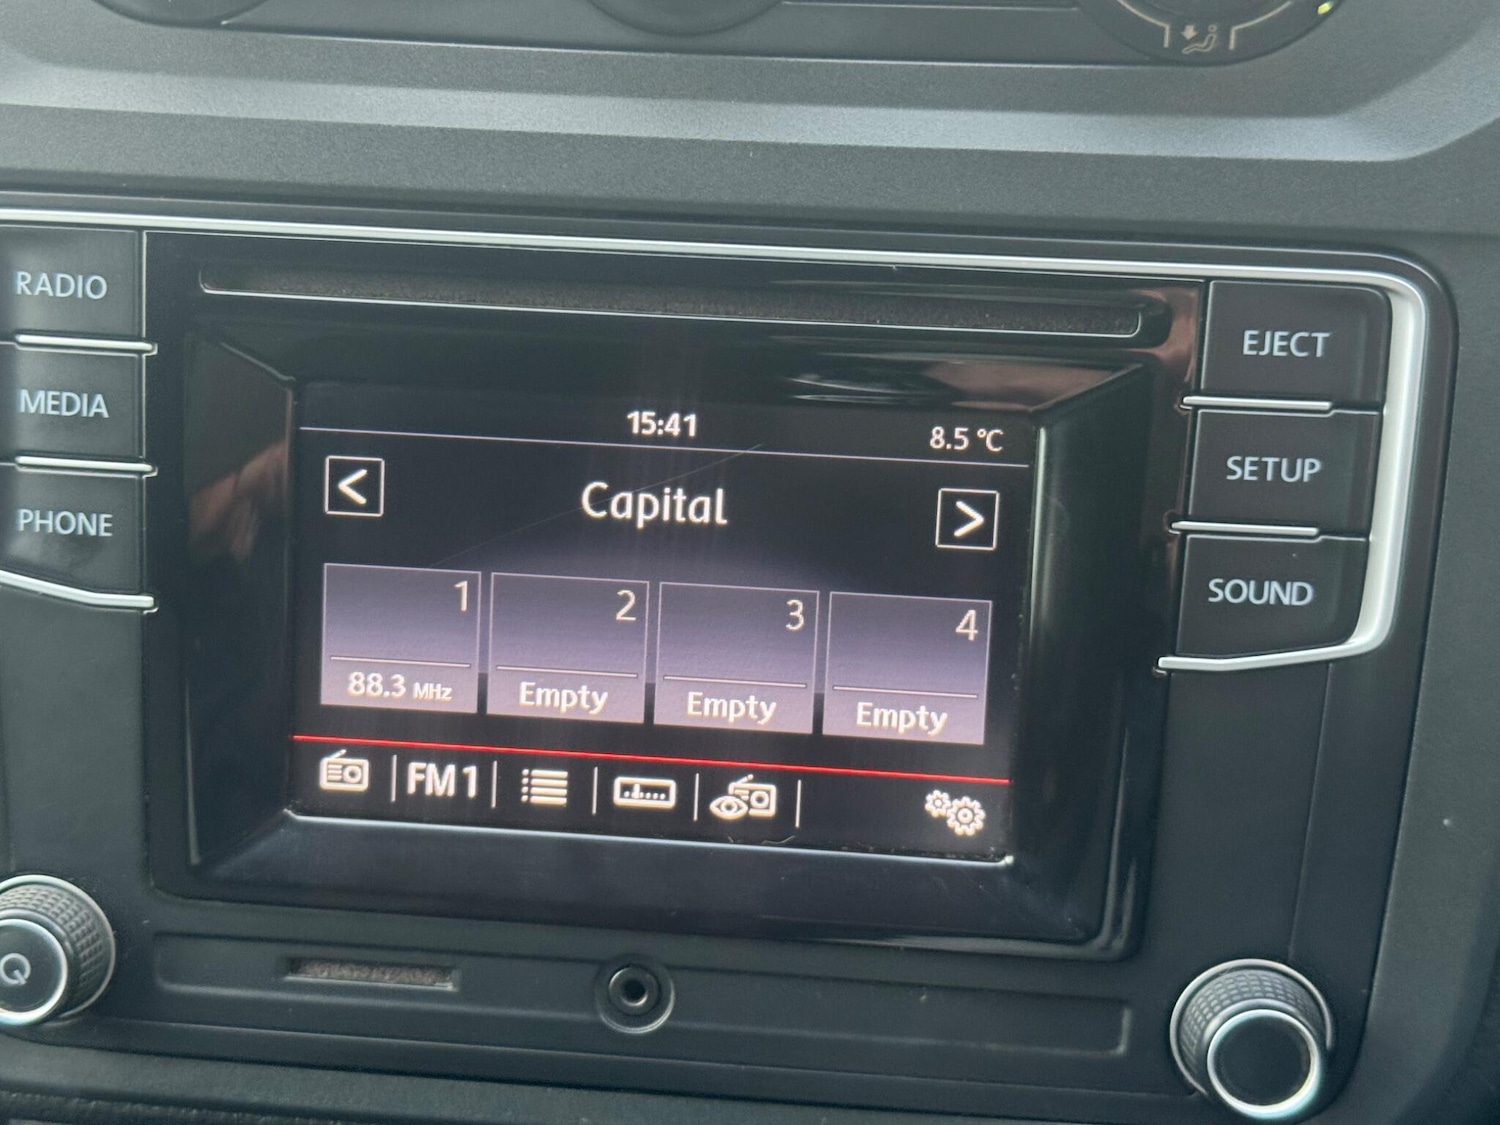 RADIO
MEDIA
PHONE
EJECT
SETUP
SOUND
15:41
8.5 °C
<
Capital
>
1
88.3 MHz
2
Empty
3
Empty
4
Empty
FM1